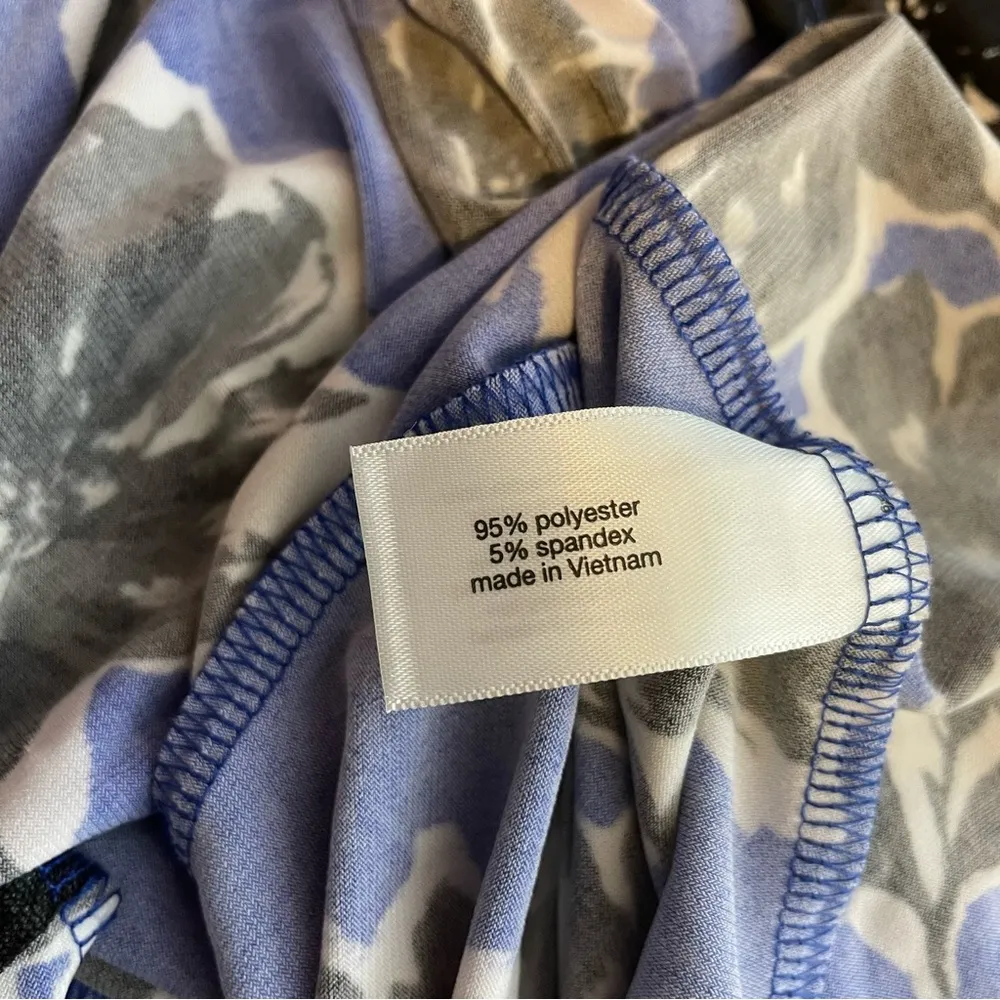 95% polyester
5% spandex
made in Vietnam